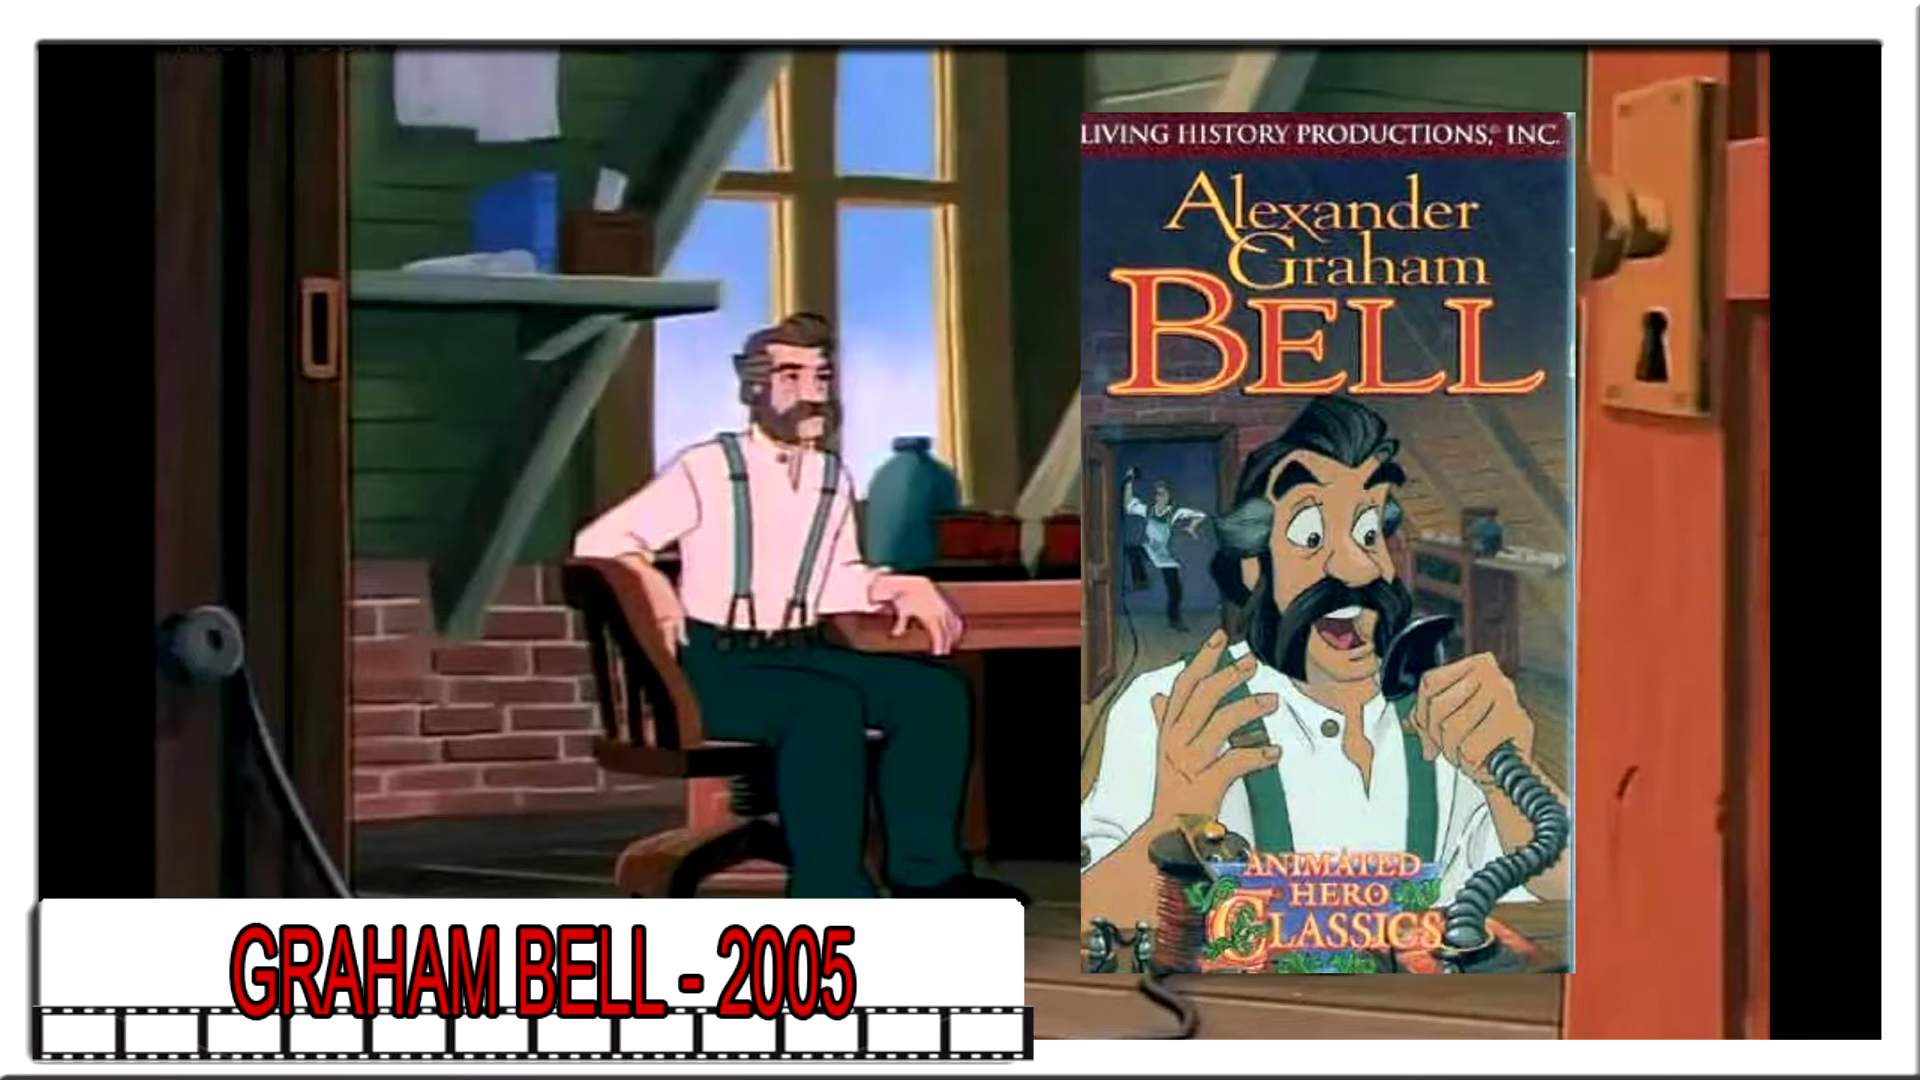 LIVING HISTORY PRODUCTIONS, INC.
Alexander
Graham
BELL
ANIMATED
HERO
CLASSICS
GRAHAM BELL - 2005